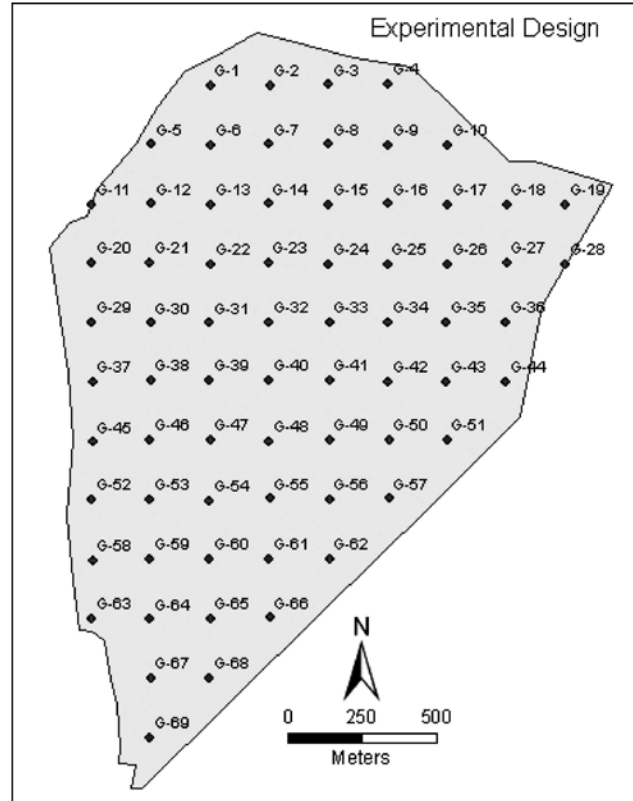 Experimental Design
G-1 G-2 G-3 G-4
G-5 G-6 G-7 G-8 G-9 G-10
G-11 G-12 G-13 G-14 G-15 G-16 G-17 G-18 G-19
G-20 G-21 G-22 G-23 G-24 G-25 G-26 G-27 G-28
G-29 G-30 G-31 G-32 G-33 G-34 G-35 G-36
G-37 G-38 G-39 G-40 G-41 G-42 G-43 G-44
G-45 G-46 G-47 G-48 G-49 G-50 G-51
G-52 G-53 G-54 G-55 G-56 G-57
G-58 G-59 G-60 G-61 G-62
G-63 G-64 G-65 G-66
N
G-67 G-68
0 250 500
G-69
Meters